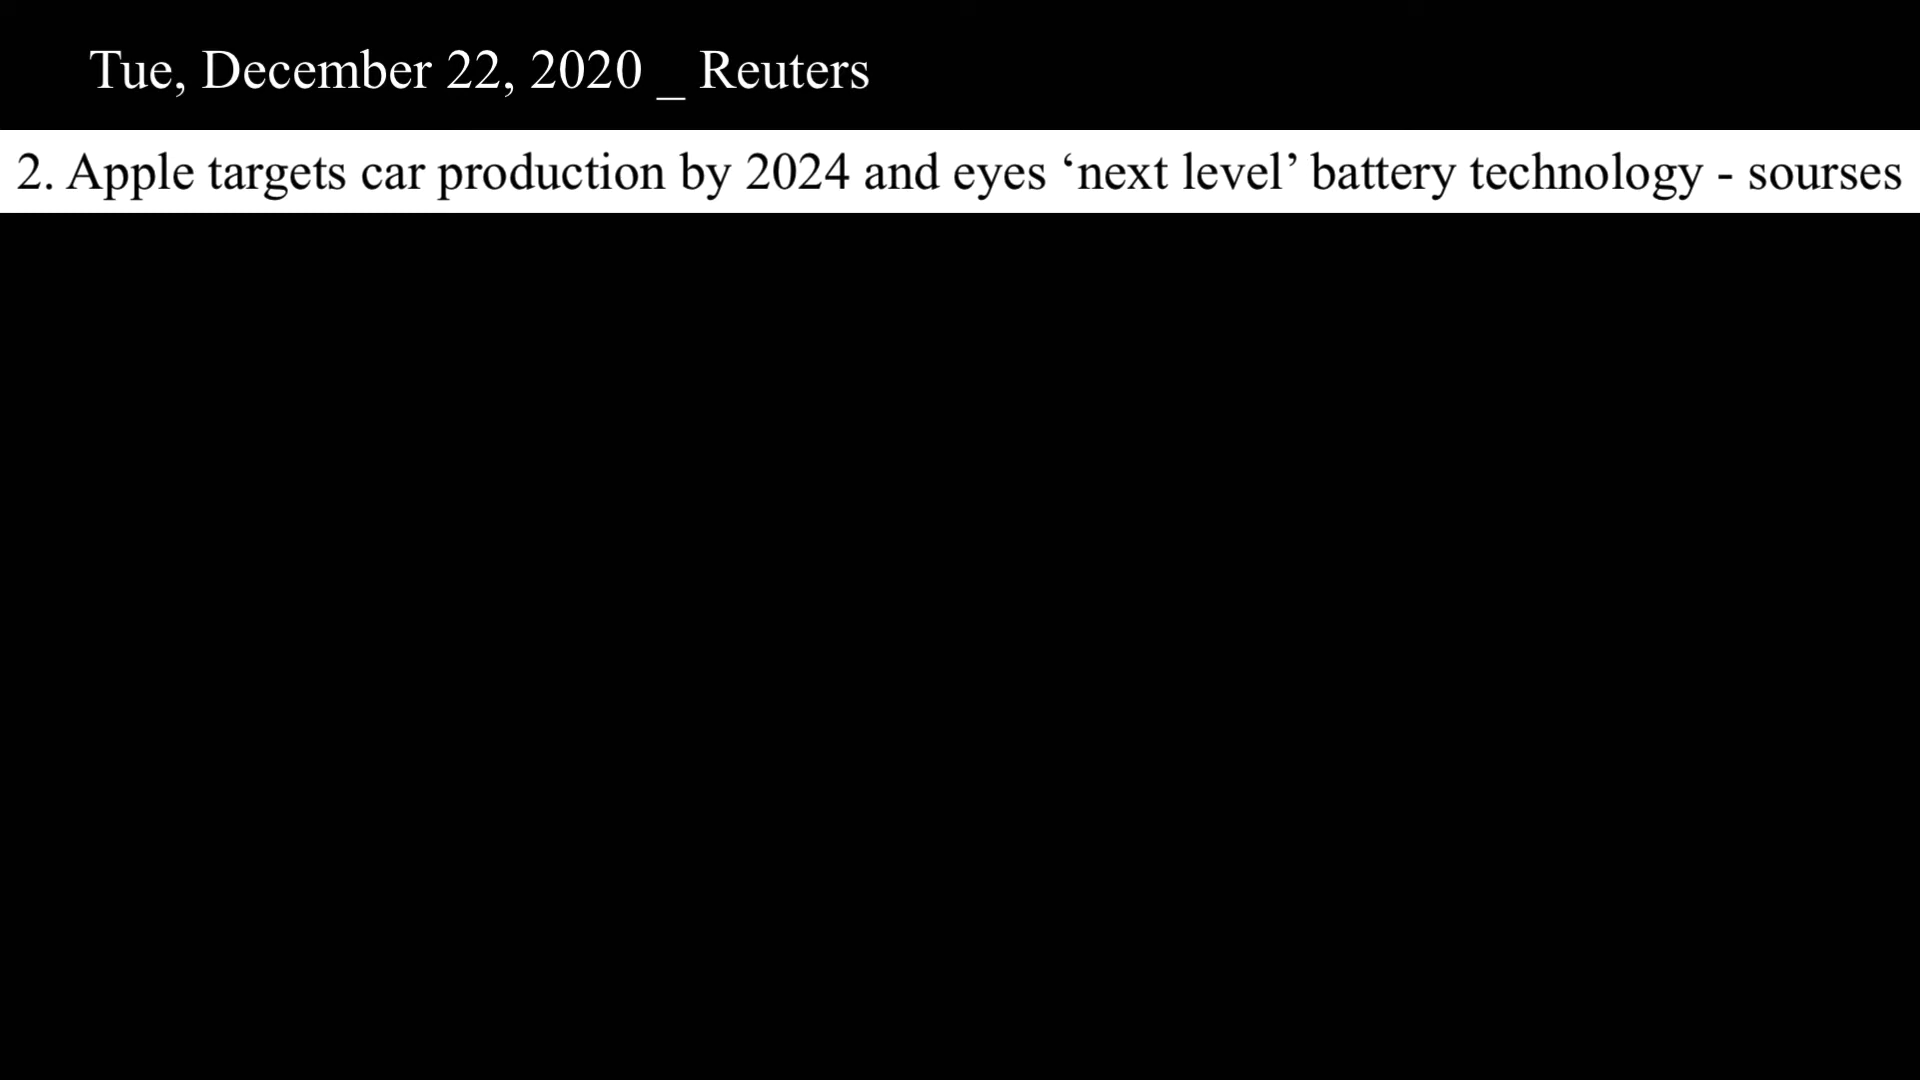 Tue, December 22, 2020 _ Reuters
2. Apple targets car production by 2024 and eyes ‘next level’ battery technology - sourses